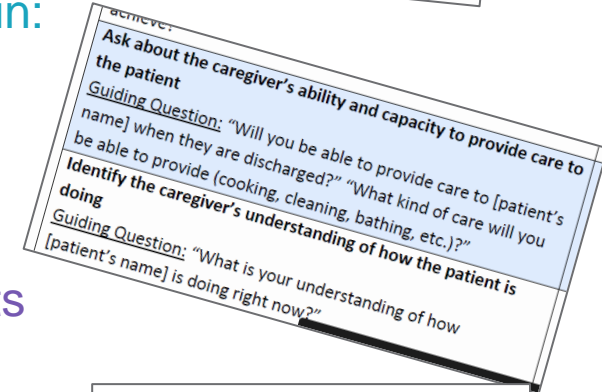 un:
achieve?
Ask about the caregiver's ability and capacity to provide care to
the patient
Guiding Question: "Will you be able to provide care to [patient's
name] when they are discharged?" "What kind of care will you
be able to provide (cooking, cleaning, bathing, etc.)?"
Identify the caregiver's understanding of how the patient is
doing
Guiding Question: "What is your understanding of how
[patient's name] is doing right now?"
ts